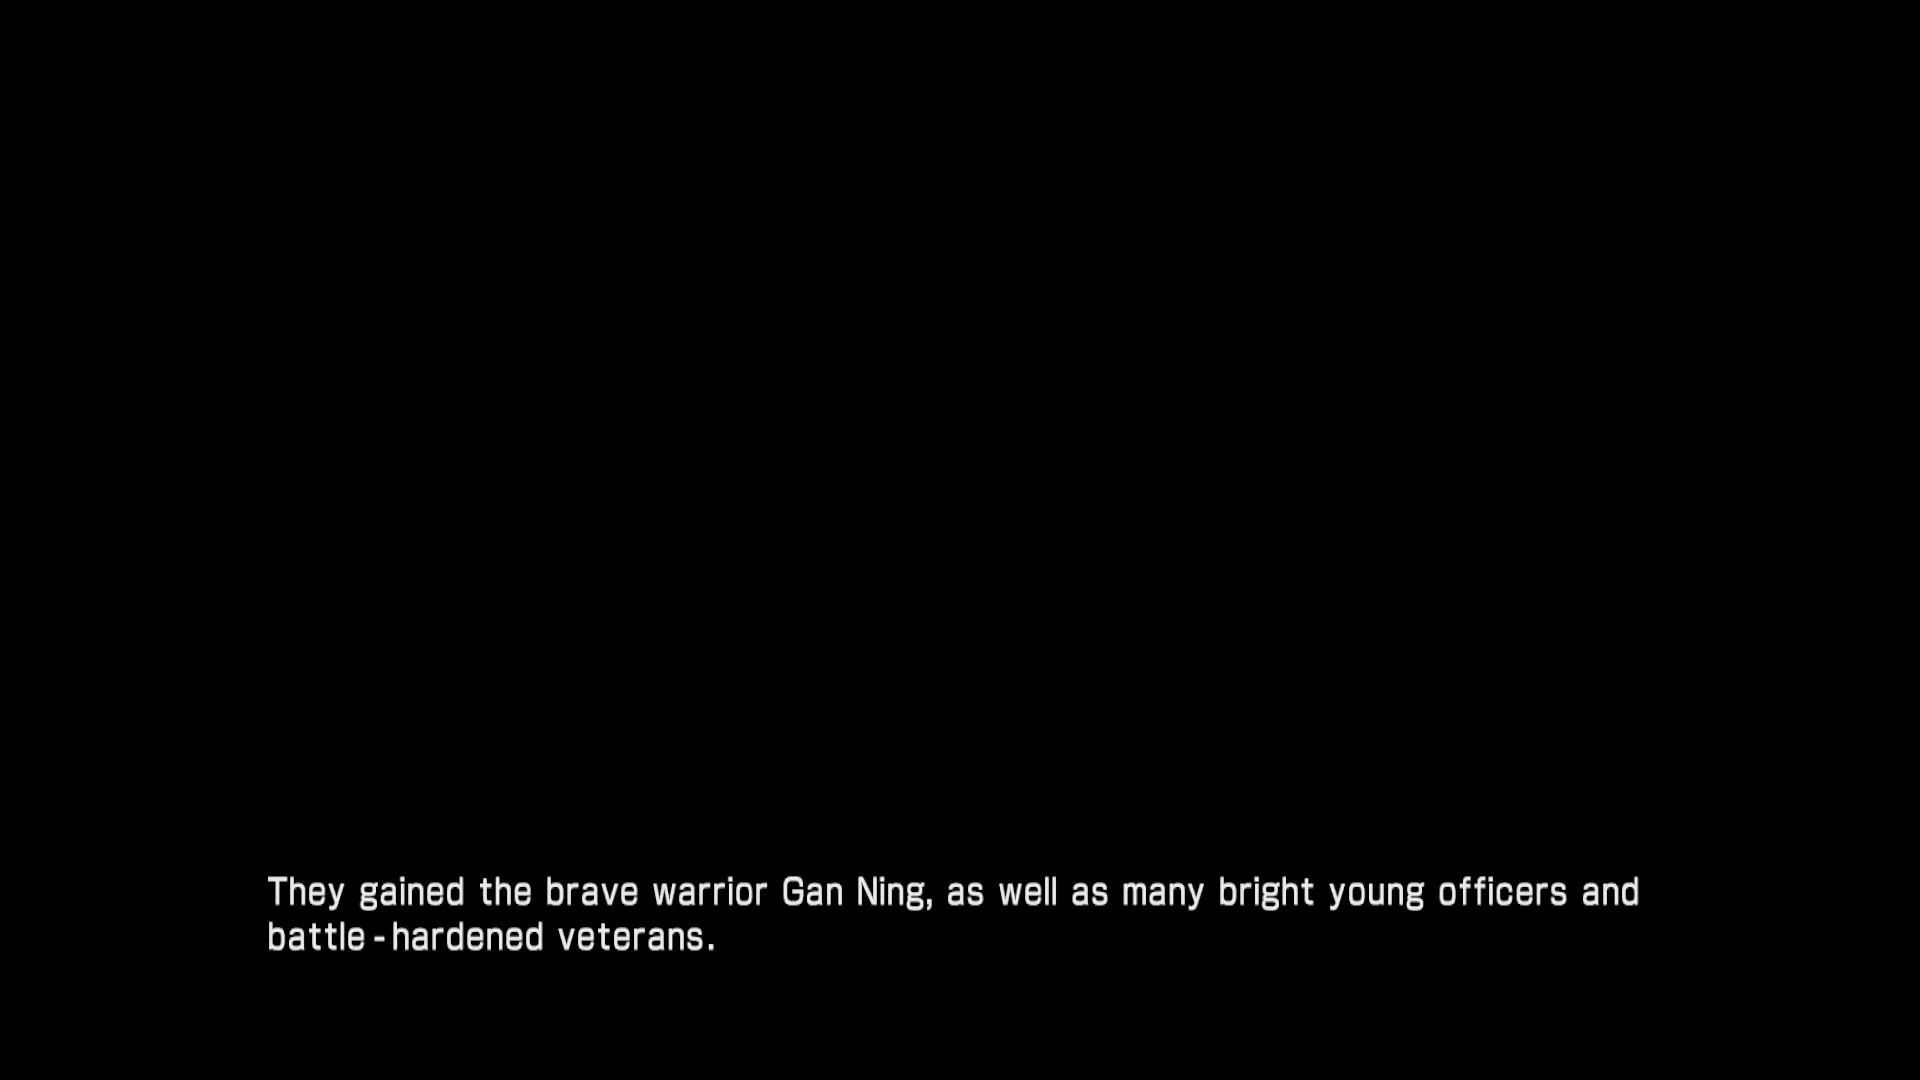 They gained the brave warrior Gan Ning, as well as many bright young officers and
battle-hardened veterans.